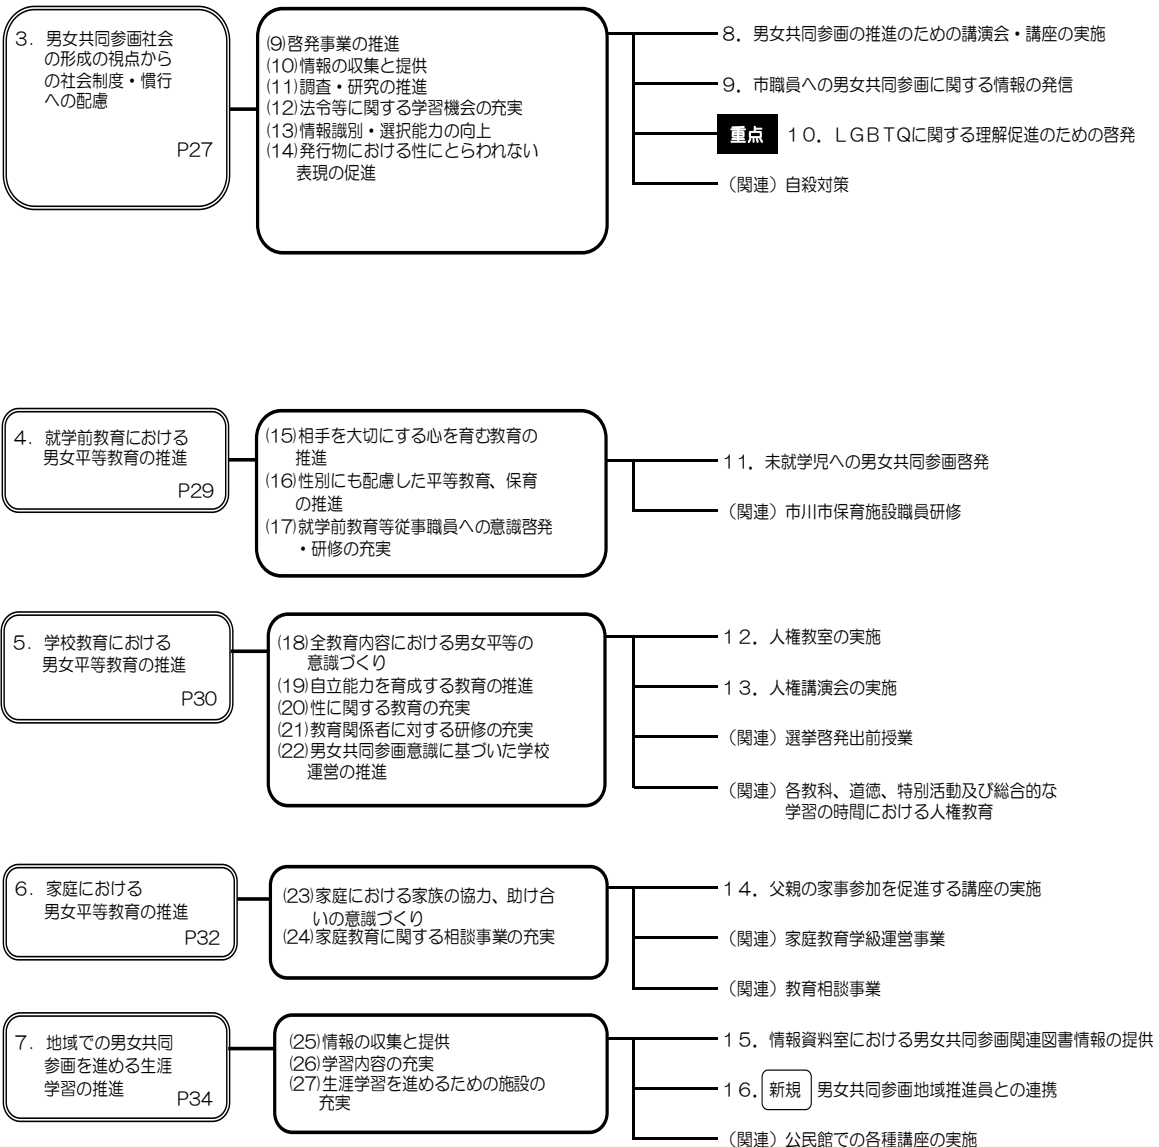 3．男女共同参画社会
の形成の視点から
の社会制度・慣行
への配慮
P27
(9)啓発事業の推進
(10)情報の収集と提供
(11)調査・研究の推進
(12)法令等に関する学習機会の充実
(13)情報識別・選択能力の向上
(14)発行物における性にとらわれない
表現の促進
8．男女共同参画の推進のための講演会・講座の実施
9．市職員への男女共同参画に関する情報の発信
重点 10．LGBTQに関する理解促進のための啓発
（関連）自殺対策
4．就学前教育における
男女平等教育の推進
P29
(15)相手を大切にする心を育む教育の
推進
(16)性別にも配慮した平等教育、保育
の推進
(17)就学前教育等従事職員への意識啓発
・研修の充実
11．未就学児への男女共同参画啓発
（関連）市川市保育施設職員研修
5．学校教育における
男女平等教育の推進
P30
(18)全教育内容における男女平等の
意識づくり
(19)自立能力を育成する教育の推進
(20)性に関する教育の充実
(21)教育関係者に対する研修の充実
(22)男女共同参画意識に基づいた学校
運営の推進
12．人権教室の実施
13．人権講演会の実施
（関連）選挙啓発出前授業
（関連）各教科、道徳、特別活動及び総合的な
学習の時間における人権教育
6．家庭における
男女平等教育の推進
P32
(23)家庭における家族の協力、助け合
いの意識づくり
(24)家庭教育に関する相談事業の充実
14．父親の家事参加を促進する講座の実施
（関連）家庭教育学級運営事業
（関連）教育相談事業
7．地域での男女共同
参画を進める生涯
学習の推進
P34
(25)情報の収集と提供
(26)学習内容の充実
(27)生涯学習を進めるための施設の
充実
15．情報資料室における男女共同参画関連図書情報の提供
16．新規 男女共同参画地域推進員との連携
（関連）公民館での各種講座の実施